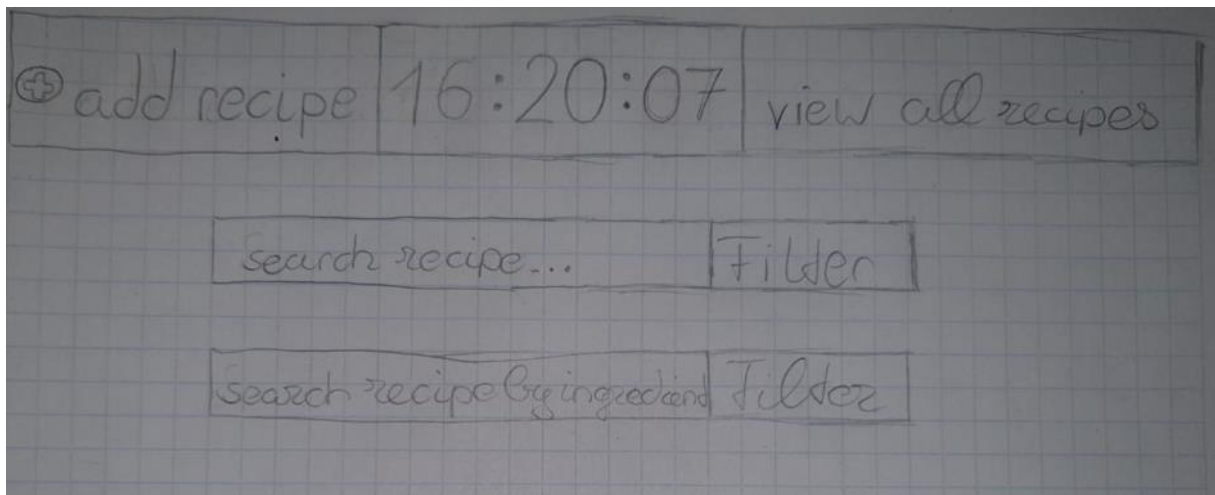 ⊕ add recipe 16:20:07 view all recipes
search recipe... Filter
search recipe by ingredient Filter